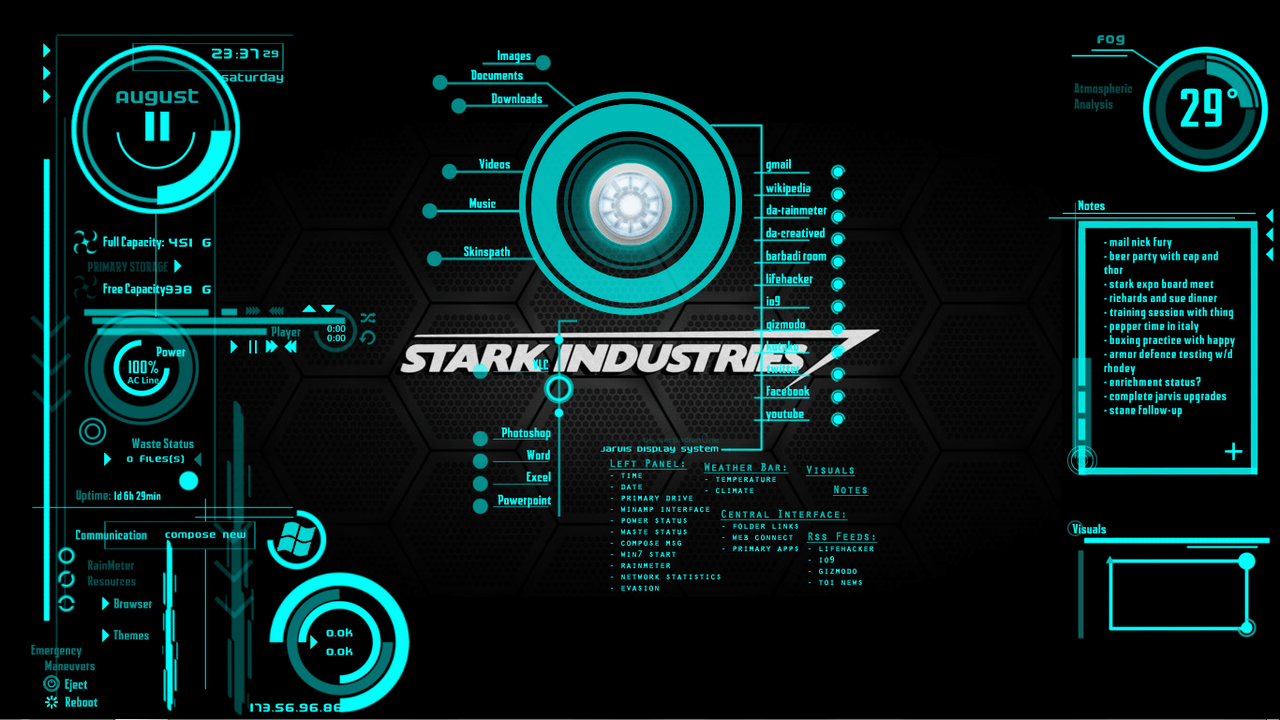 23:37 29
saturday
August
11
Full Capacity: 451 G
PRIMARY STORAGE
Free Capacity938 G
Player
0:00
0:00
Power
100%
AC Line
Waste Status
0 Files(s)
Uptime: 1d 6h 29min
Communication
compose new
RainMeter
Resources
Browser
Themes
Emergency
Maneuvers
Eject
Reboot
0.0k
0.0k
173.56.96.86
Images
Documents
Downloads
Videos
Music
Skinspath
gmail
wikipedia
da-rainmeter
da-creatived
barbadi room
lifehacker
io9
gizmodo
kotaku
twitter
Facebook
youtube
STARK INDUSTRIES
VLC
Photoshop
Word
Excel
Powerpoint
Jarvis Display System
Left Panel:
- Time
- Date
- Primary Drive
- Winamp Interface
- Power Status
- Waste Status
- Compose Msg
- Win7 Start
- Rainmeter
- Network Statistics
- Evasion
Weather Bar:
- Temperature
- Climate
Visuals
Notes
Central Interface:
- Folder Links
- Web Connect
- Primary Apps
Rss Feeds:
- Lifehacker
- io9
- Gizmodo
- Toi News
fog
Atmospheric
Analysis
29°
Notes
- mail nick fury
- beer party with cap and
thor
- stark expo board meet
- richards and sue dinner
- training session with thing
- pepper time in italy
- boxing practice with happy
- armor defence testing w/d
rhodey
- enrichment status?
- complete jarvis upgrades
- stane Follow-up
+
Visuals